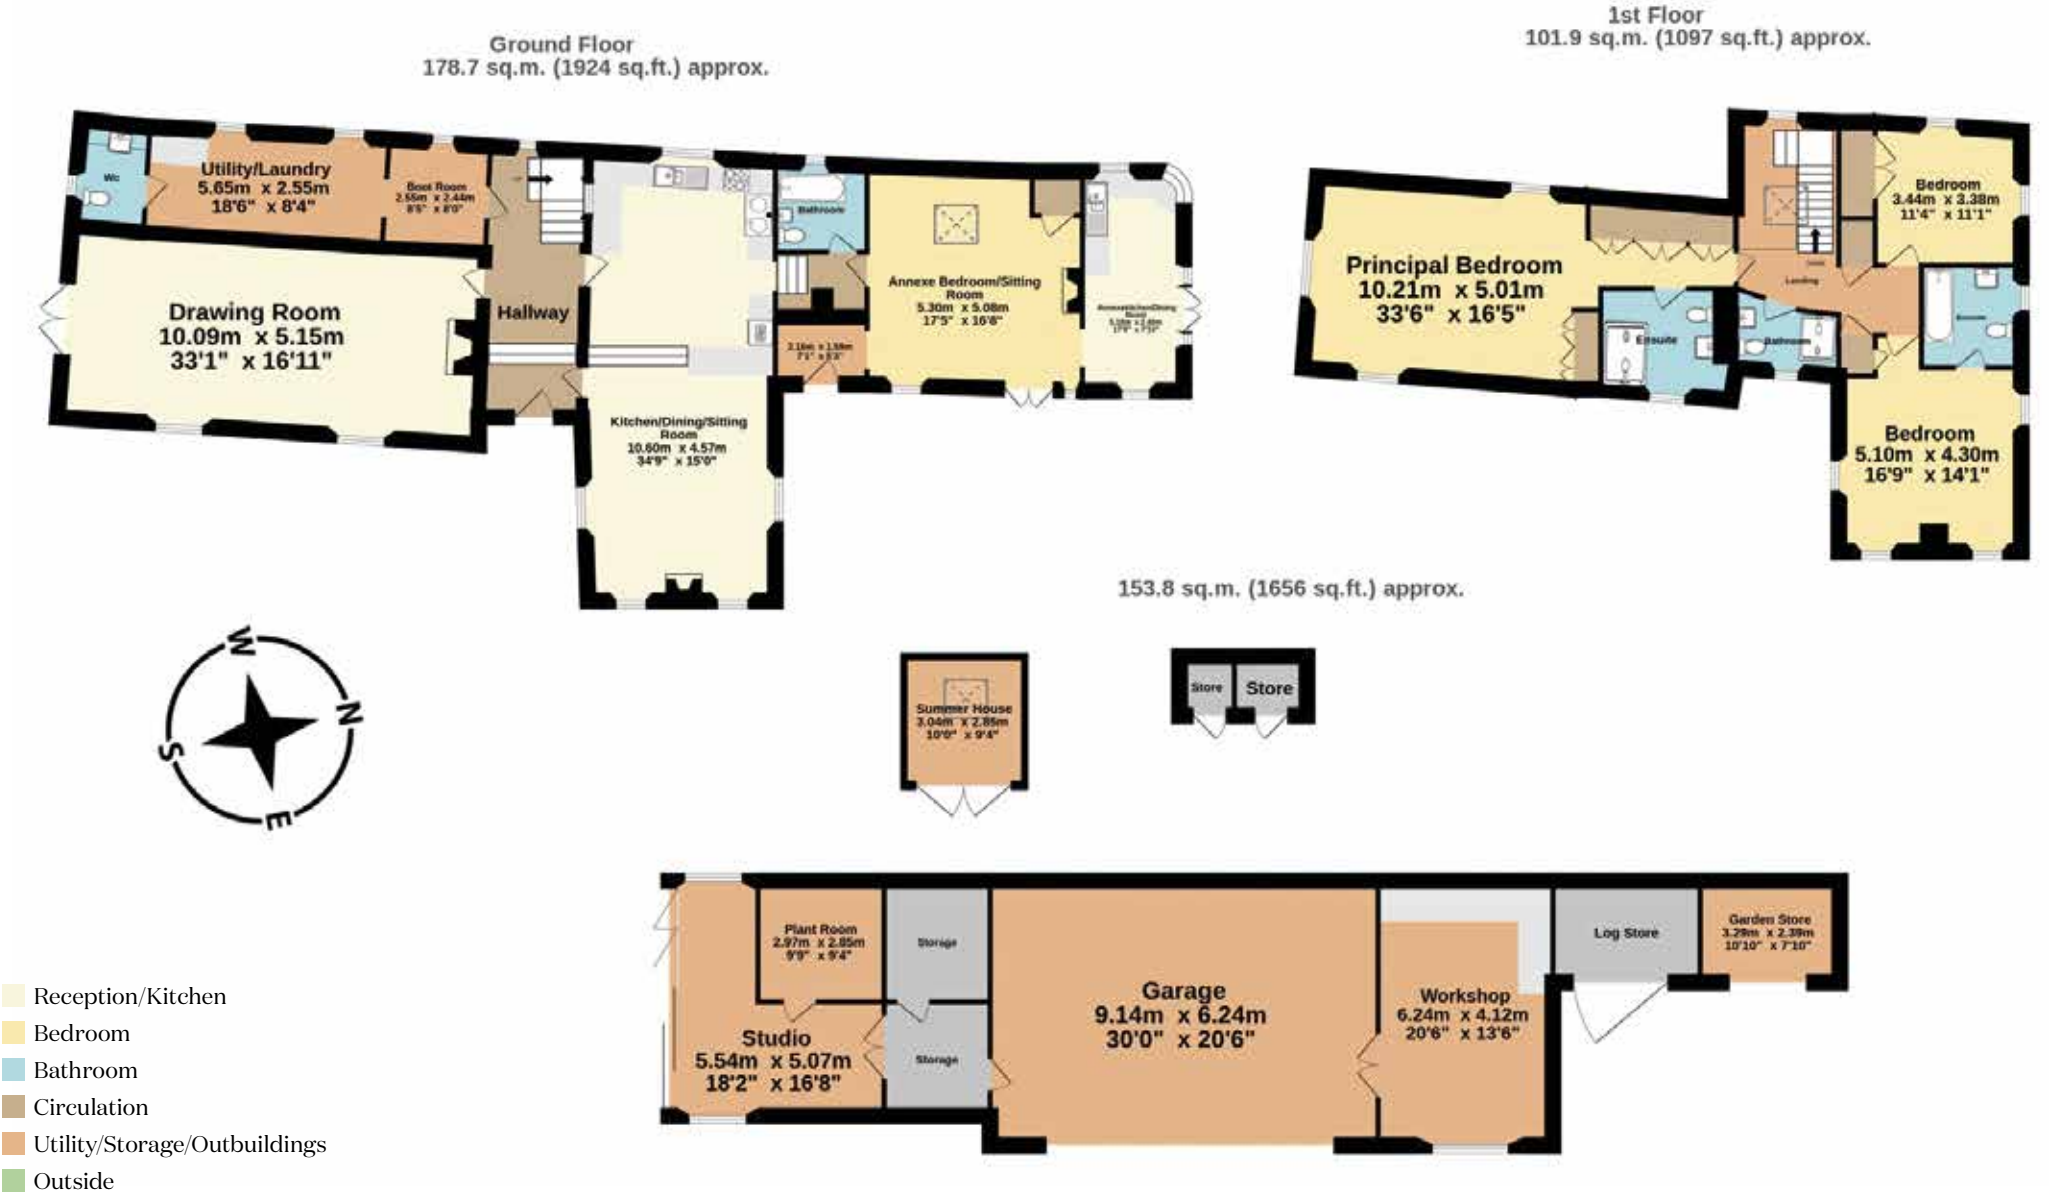 Ground Floor
178.7 sq.m. (1924 sq.ft.) approx.
1st Floor
101.9 sq.m. (1097 sq.ft.) approx.
Wc
Utility/Laundry
5.65m x 2.55m
18'6" x 8'4"
Boot Room
2.55m x 2.44m
8'5" x 8'0"
Drawing Room
10.09m x 5.15m
33'1" x 16'11"
Hallway
Kitchen/Dining/Sitting
Room
10.60m x 4.57m
34'9" x 15'0"
Bathroom
2.16m x 1.59m
7'1" x 5'3"
Annexe Bedroom/Sitting
Room
5.30m x 5.08m
17'5" x 16'8"
Principal Bedroom
10.21m x 5.01m
33'6" x 16'5"
Ensuite
Bathroom
Landing
Bedroom
3.44m x 3.38m
11'4" x 11'1"
Ensuite
Bedroom
5.10m x 4.30m
16'9" x 14'1"
153.8 sq.m. (1656 sq.ft.) approx.
W
N
S
E
Summer House
3.04m x 2.85m
10'0" x 9'4"
Store
Store
Plant Room
2.97m x 2.85m
9'9" x 9'4"
Storage
Studio
5.54m x 5.07m
18'2" x 16'8"
Storage
Garage
9.14m x 6.24m
30'0" x 20'6"
Workshop
6.24m x 4.12m
20'6" x 13'6"
Log Store
Garden Store
3.29m x 2.39m
10'10" x 7'10"
Reception/Kitchen
Bedroom
Bathroom
Circulation
Utility/Storage/Outbuildings
Outside